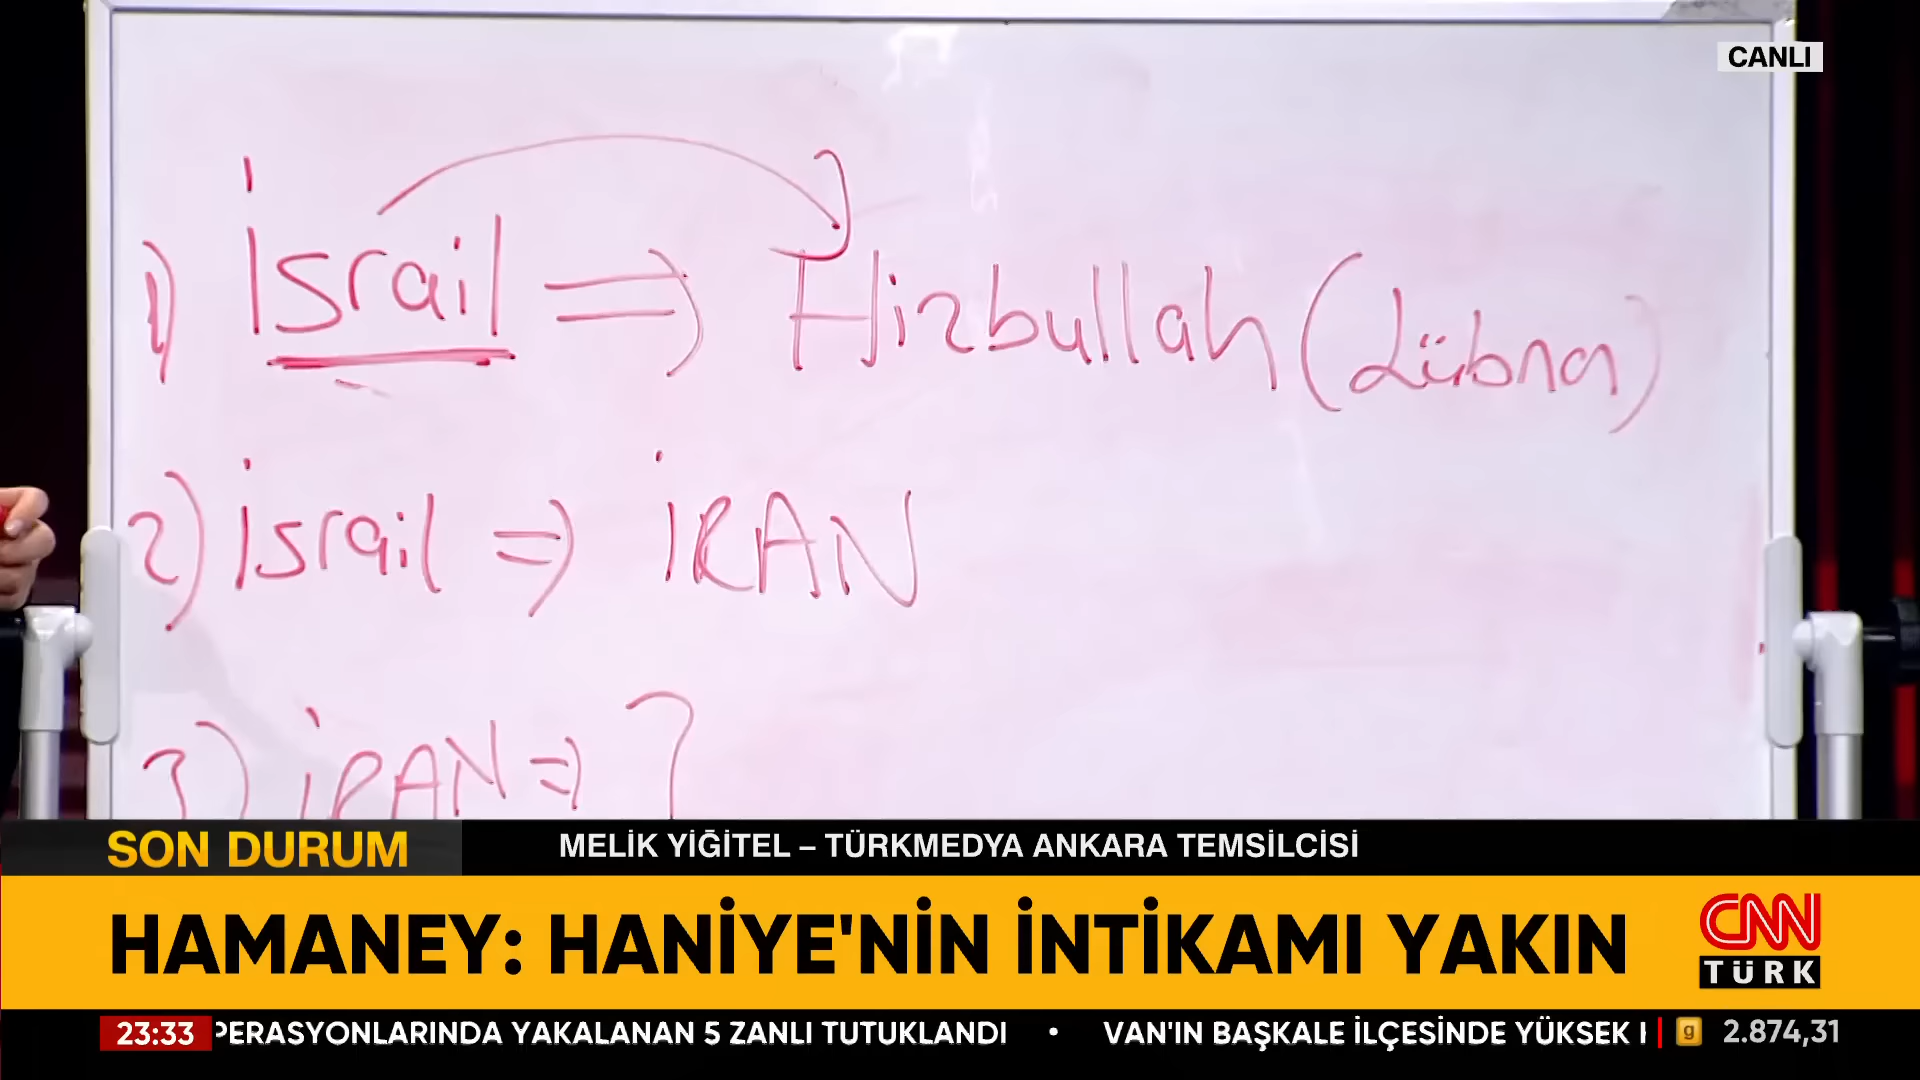 CANLI
1) İsrail => Hizbullah (Lübnan)
2) İsrail => İRAN
3) İRAN => ?
SON DURUM
MELİK YİĞİTEL – TÜRKMEDYA ANKARA TEMSİLCİSİ
HAMANEY: HANİYE'NİN İNTİKAMI YAKIN
CNN
TÜRK
23:33 PERASYONLARINDA YAKALANAN 5 ZANLI TUTUKLANDI • VAN'IN BAŞKALE İLÇESİNDE YÜKSEK g 2.874,31